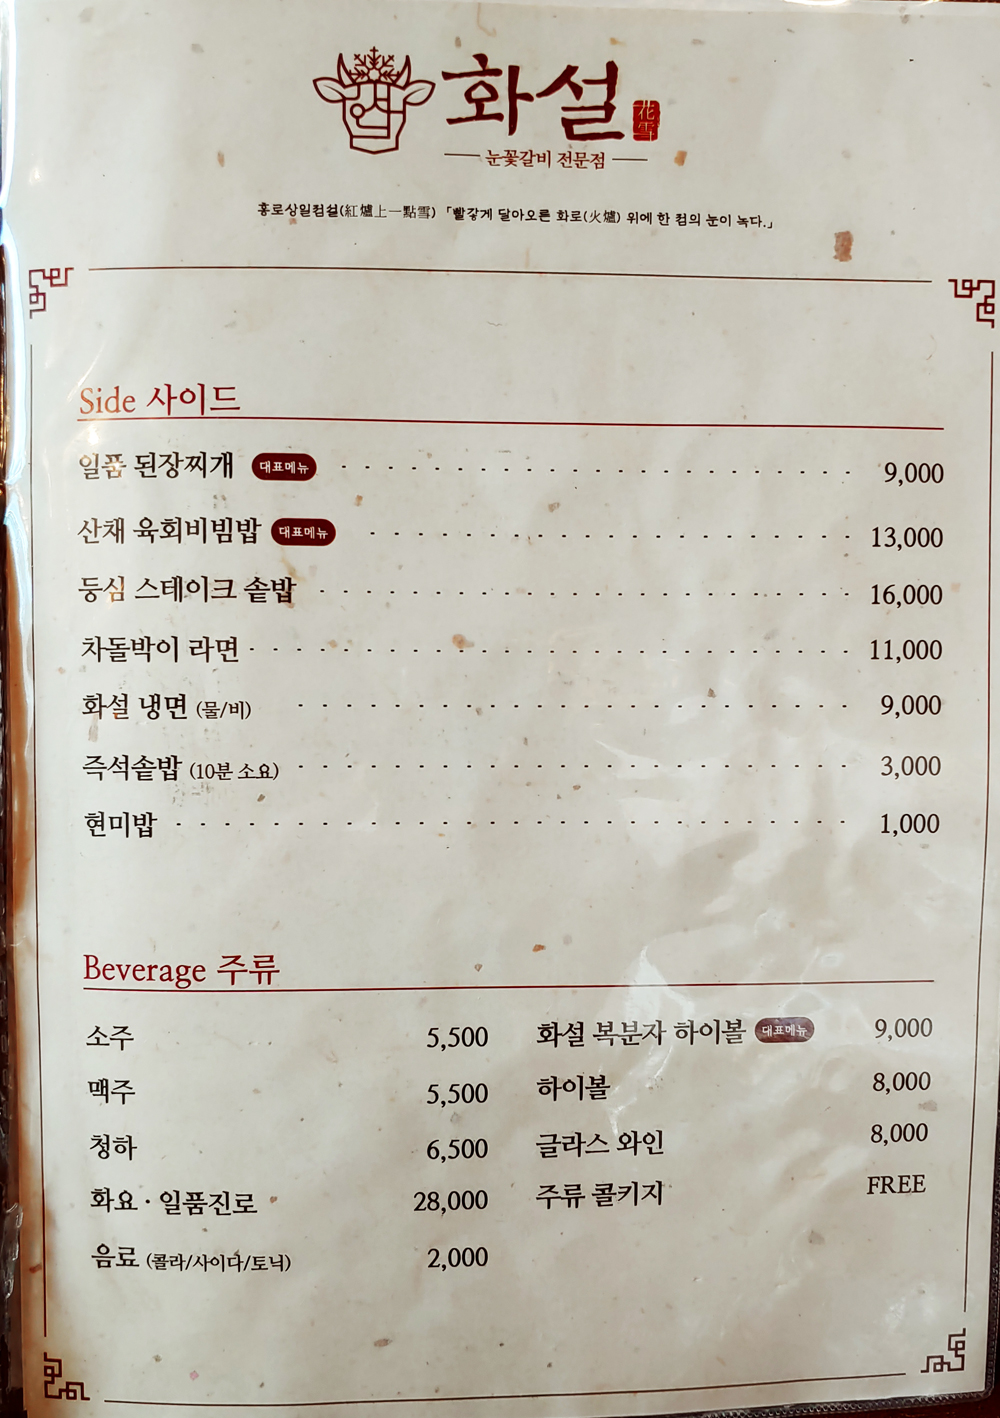 화설 花雪
눈꽃갈비 전문점
홍로상일점설(紅爐上一點雪) 「빨갛게 달아오른 화로(火爐) 위에 한 점의 눈이 녹다.」
Side 사이드
일품 된장찌개 대표메뉴 9,000
산채 육회비빔밥 대표메뉴 13,000
등심 스테이크 솥밥 16,000
차돌박이 라면 11,000
화설 냉면 (물/비) 9,000
즉석솥밥 (10분 소요) 3,000
현미밥 1,000
Beverage 주류
소주 5,500
맥주 5,500
청하 6,500
화요 · 일품진로 28,000
음료 (콜라/사이다/토닉) 2,000
화설 복분자 하이볼 대표메뉴 9,000
하이볼 8,000
글라스 와인 8,000
주류 콜키지 FREE